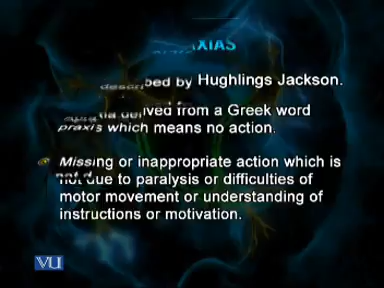 described by Hughlings Jackson.
derived from a Greek word
praxis which means no action.
Missing or inappropriate action which is
not due to paralysis or difficulties of
motor movement or understanding of
instructions or motivation.
VU